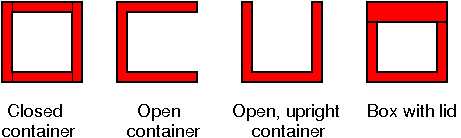 Closed
container
Open
container
Open, upright
container
Box with lid